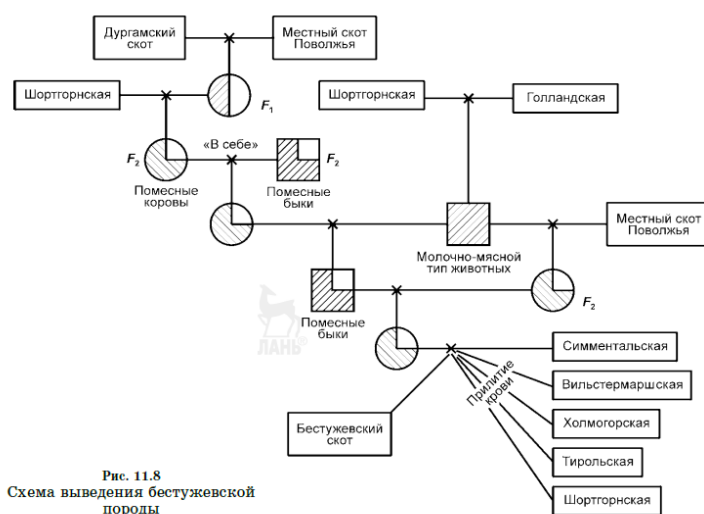 Дургамский
скот
Местный скот
Поволжья
Шортгорнская
F₁
Шортгорнская
Голландская
F₂
«В себе»
F₂
Помесные
коровы
Помесные
быки
Местный скот
Поволжья
Молочно-мясной
тип животных
Помесные
быки
F₂
ЛАНЬ®
Симментальская
Вильстермаршская
Прилитие
крови
Холмогорская
Бестужевский
скот
Тирольская
Шортгорнская
Рис. 11.8
Схема выведения бестужевской
породы